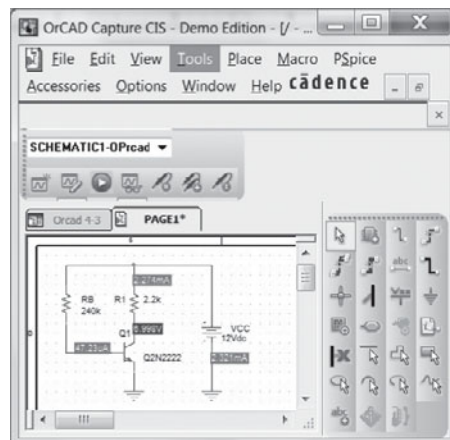 OrCAD Capture CIS - Demo Edition - [/ - ...
File Edit View Tools Place Macro PSpice
Accessories Options Window Help cādence
SCHEMATIC1-OPrcad
Orcad 4-3 PAGE1*
2.274mA
RB R1 2.2k
240k
Q1 6.998V
VCC
12Vdc
47.23uA
Q2N2222 2.321mA
abc
abc